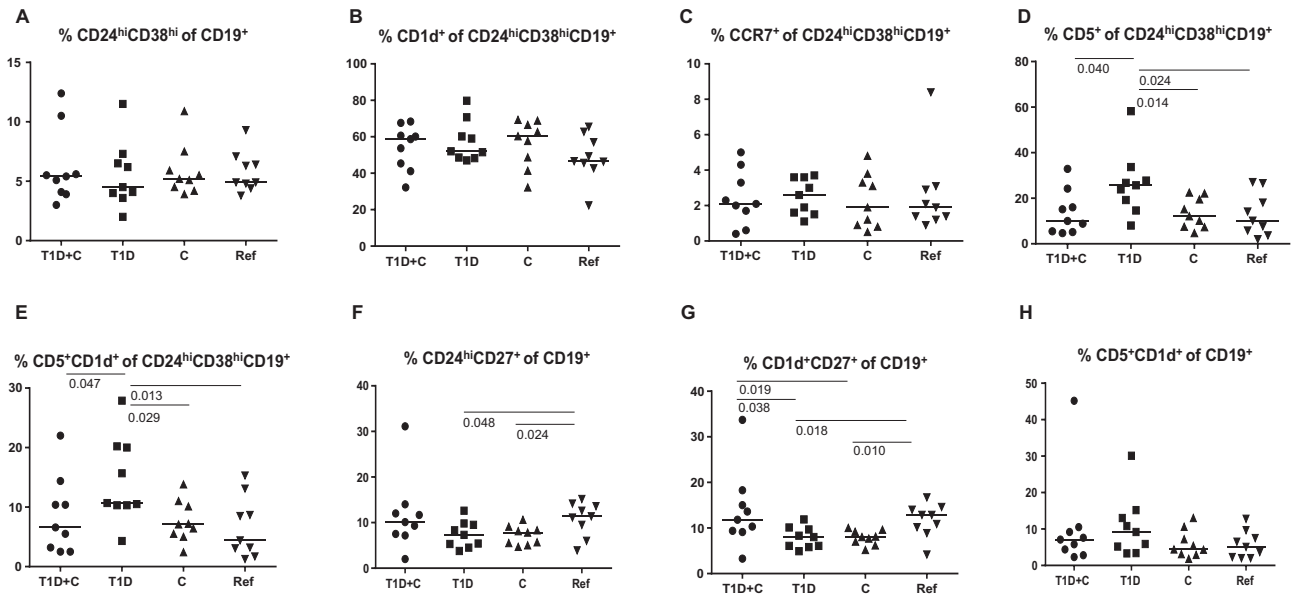 A
% CD24hiCD38hi of CD19+
15
10
5
0
T1D+C T1D C Ref
B
% CD1d+ of CD24hiCD38hiCD19+
100
80
60
40
20
0
T1D+C T1D C Ref
C
% CCR7+ of CD24hiCD38hiCD19+
10
8
6
4
2
0
T1D+C T1D C Ref
D
% CD5+ of CD24hiCD38hiCD19+
80
60
40
20
0
0.040
0.024
0.014
T1D+C T1D C Ref
E
% CD5+CD1d+ of CD24hiCD38hiCD19+
30
20
10
0
0.047
0.013
0.029
T1D+C T1D C Ref
F
% CD24hiCD27+ of CD19+
40
30
20
10
0
0.048
0.024
T1D+C T1D C Ref
G
% CD1d+CD27+ of CD19+
40
30
20
10
0
0.019
0.038
0.018
0.010
T1D+C T1D C Ref
H
% CD5+CD1d+ of CD19+
50
40
30
20
10
0
T1D+C T1D C Ref